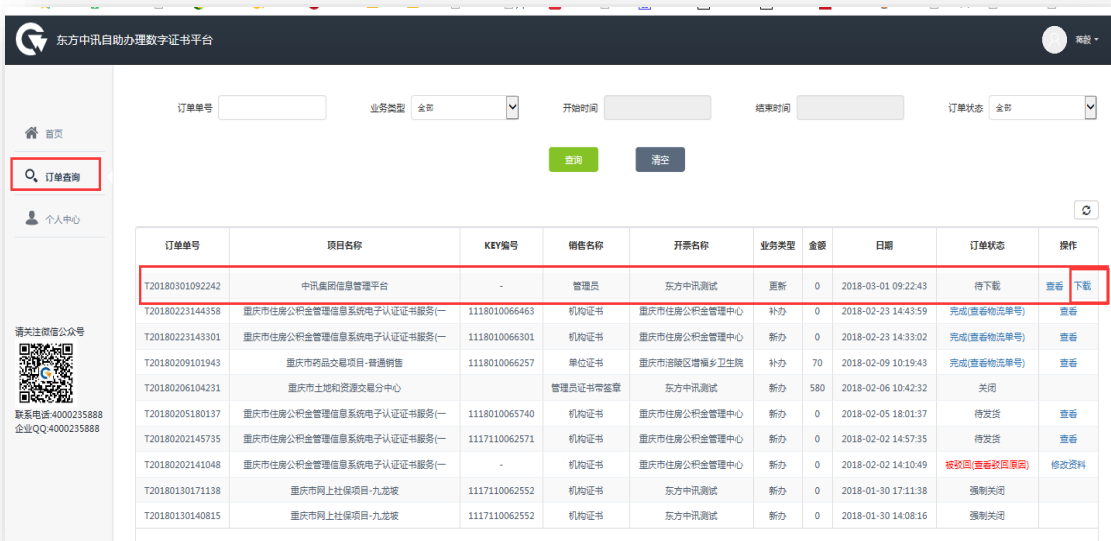 东方中讯自助办理数字证书平台
蒋毅
订单单号 业务类型 全部 开始时间 结束时间 订单状态 全部
首页
查询 清空
订单查询
个人中心
订单单号 项目名称 KEY编号 销售名称 开票名称 业务类型 金额 日期 订单状态 操作
T20180301092242 中讯集团信息管理平台 - 管理员 东方中讯测试 更新 0 2018-03-01 09:22:43 待下载 查看 下载
T20180223144358 重庆市住房公积金管理信息系统电子认证证书服务(一 1118010066463 机构证书 重庆市住房公积金管理中心 补办 0 2018-02-23 14:43:59 完成(查看物流单号) 查看
T20180223143301 重庆市住房公积金管理信息系统电子认证证书服务(一 1118010066301 机构证书 重庆市住房公积金管理中心 新办 0 2018-02-23 14:33:02 完成(查看物流单号) 查看
T20180209101943 重庆市药品交易项目-普通销售 1118010066257 单位证书 重庆市涪陵区增福乡卫生院 补办 70 2018-02-09 10:19:43 完成(查看物流单号) 查看
T20180206104231 重庆市土地和资源交易分中心 管理员证书带签章 东方中讯测试 新办 580 2018-02-06 10:42:32 关闭
T20180205180137 重庆市住房公积金管理信息系统电子认证证书服务(一 1118010065740 机构证书 重庆市住房公积金管理中心 新办 0 2018-02-05 18:01:37 待发货 查看
T20180202145735 重庆市住房公积金管理信息系统电子认证证书服务(一 1117110062571 机构证书 重庆市住房公积金管理中心 新办 0 2018-02-02 14:57:35 待发货 查看
T20180202141048 重庆市住房公积金管理信息系统电子认证证书服务(一 - 机构证书 重庆市住房公积金管理中心 新办 0 2018-02-02 14:10:49 被驳回(查看驳回原因) 修改资料
T20180130171138 重庆市网上社保项目-九龙坡 1117110062552 机构证书 东方中讯测试 新办 0 2018-01-30 17:11:38 强制关闭
T20180130140815 重庆市网上社保项目-九龙坡 1117110062552 机构证书 东方中讯测试 新办 0 2018-01-30 14:08:16 强制关闭
请关注微信公众号
联系电话:4000235888
企业QQ:4000235888